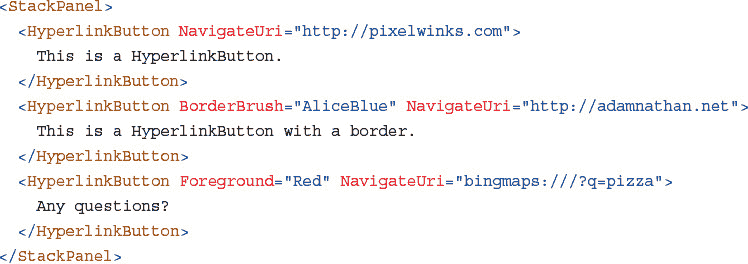 <StackPanel>
  <HyperlinkButton NavigateUri="http://pixelwinks.com">
    This is a HyperlinkButton.
  </HyperlinkButton>
  <HyperlinkButton BorderBrush="AliceBlue" NavigateUri="http://adamnathan.net">
    This is a HyperlinkButton with a border.
  </HyperlinkButton>
  <HyperlinkButton Foreground="Red" NavigateUri="bingmaps:///?q=pizza">
    Any questions?
  </HyperlinkButton>
</StackPanel>